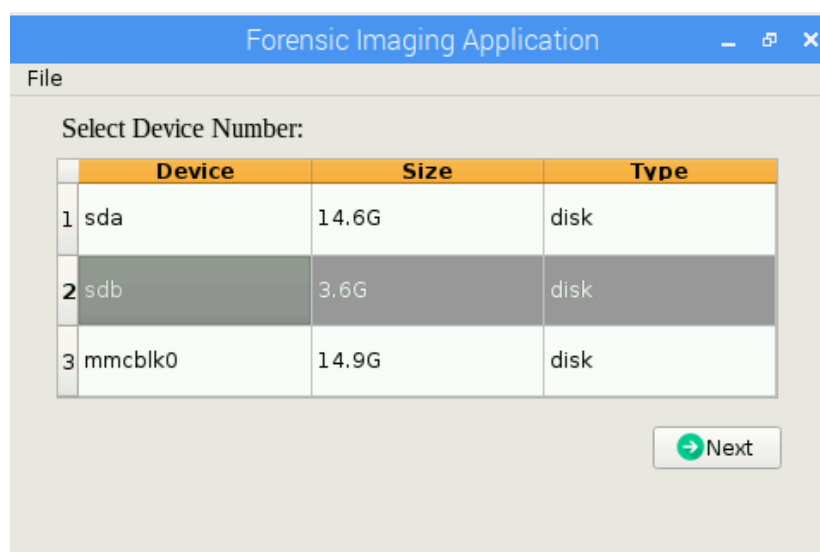 Forensic Imaging Application
File
Select Device Number:
Device Size Type
1 sda 14.6G disk
2 sdb 3.6G disk
3 mmcblk0 14.9G disk
Next